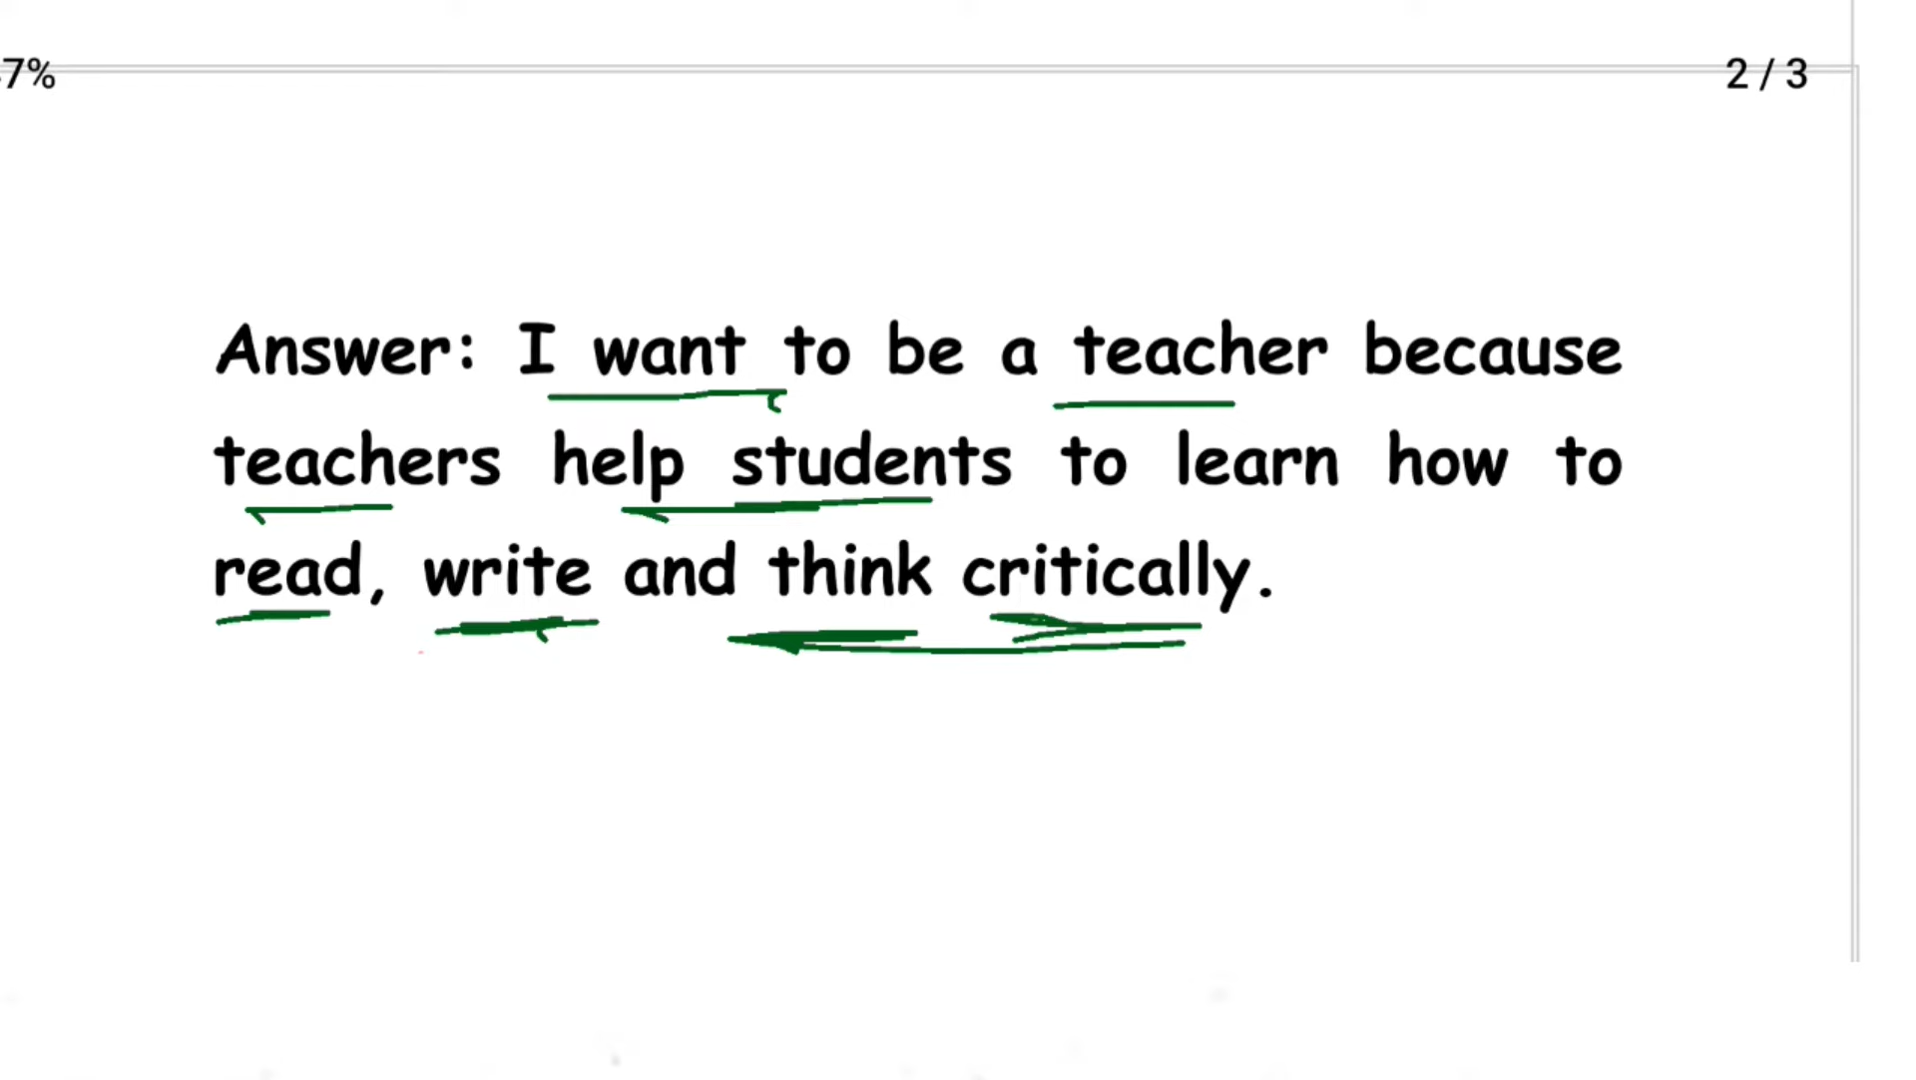 7%
2 / 3
Answer: I want to be a teacher because
teachers help students to learn how to
read, write and think critically.